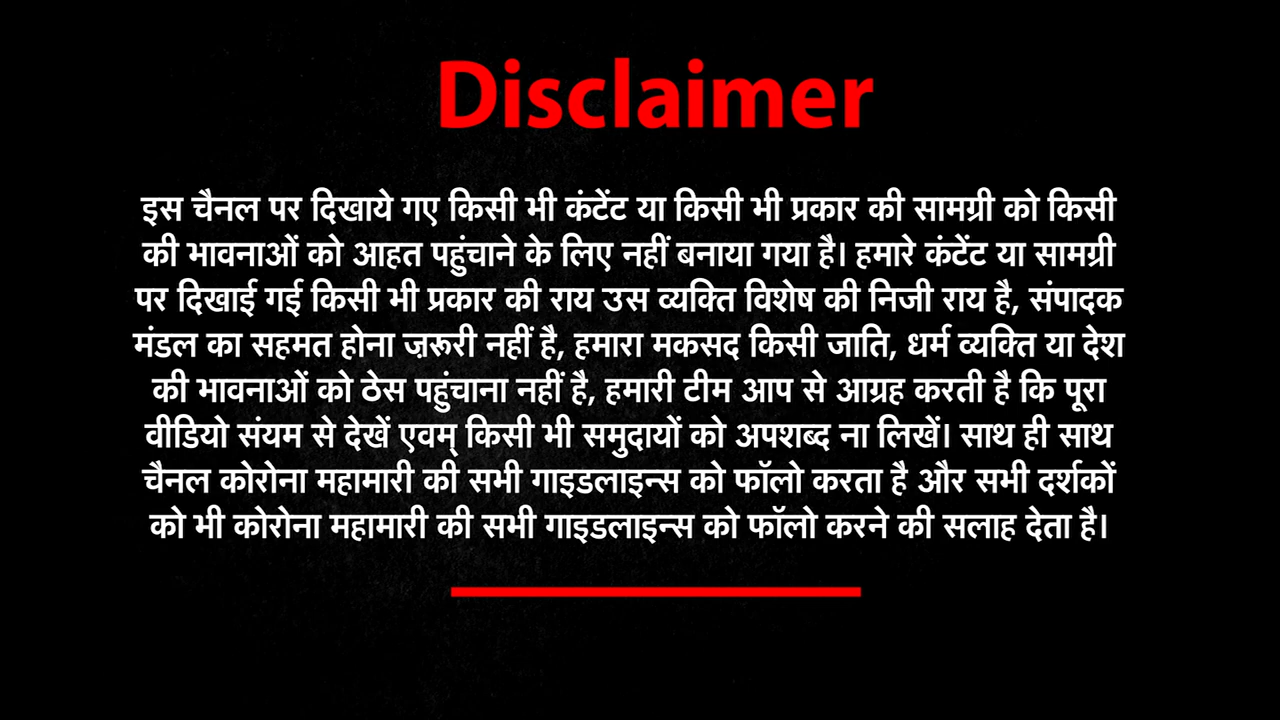 Disclaimer
इस चैनल पर दिखाये गए किसी भी कंटेंट या किसी भी प्रकार की सामग्री को किसी
की भावनाओं को आहत पहुंचाने के लिए नहीं बनाया गया है। हमारे कंटेंट या सामग्री
पर दिखाई गई किसी भी प्रकार की राय उस व्यक्ति विशेष की निजी राय है, संपादक
मंडल का सहमत होना ज़रूरी नहीं है, हमारा मकसद किसी जाति, धर्म व्यक्ति या देश
की भावनाओं को ठेस पहुंचाना नहीं है, हमारी टीम आप से आग्रह करती है कि पूरा
वीडियो संयम से देखें एवम् किसी भी समुदायों को अपशब्द ना लिखें। साथ ही साथ
चैनल कोरोना महामारी की सभी गाइडलाइन्स को फॉलो करता है और सभी दर्शकों
को भी कोरोना महामारी की सभी गाइडलाइन्स को फॉलो करने की सलाह देता है।